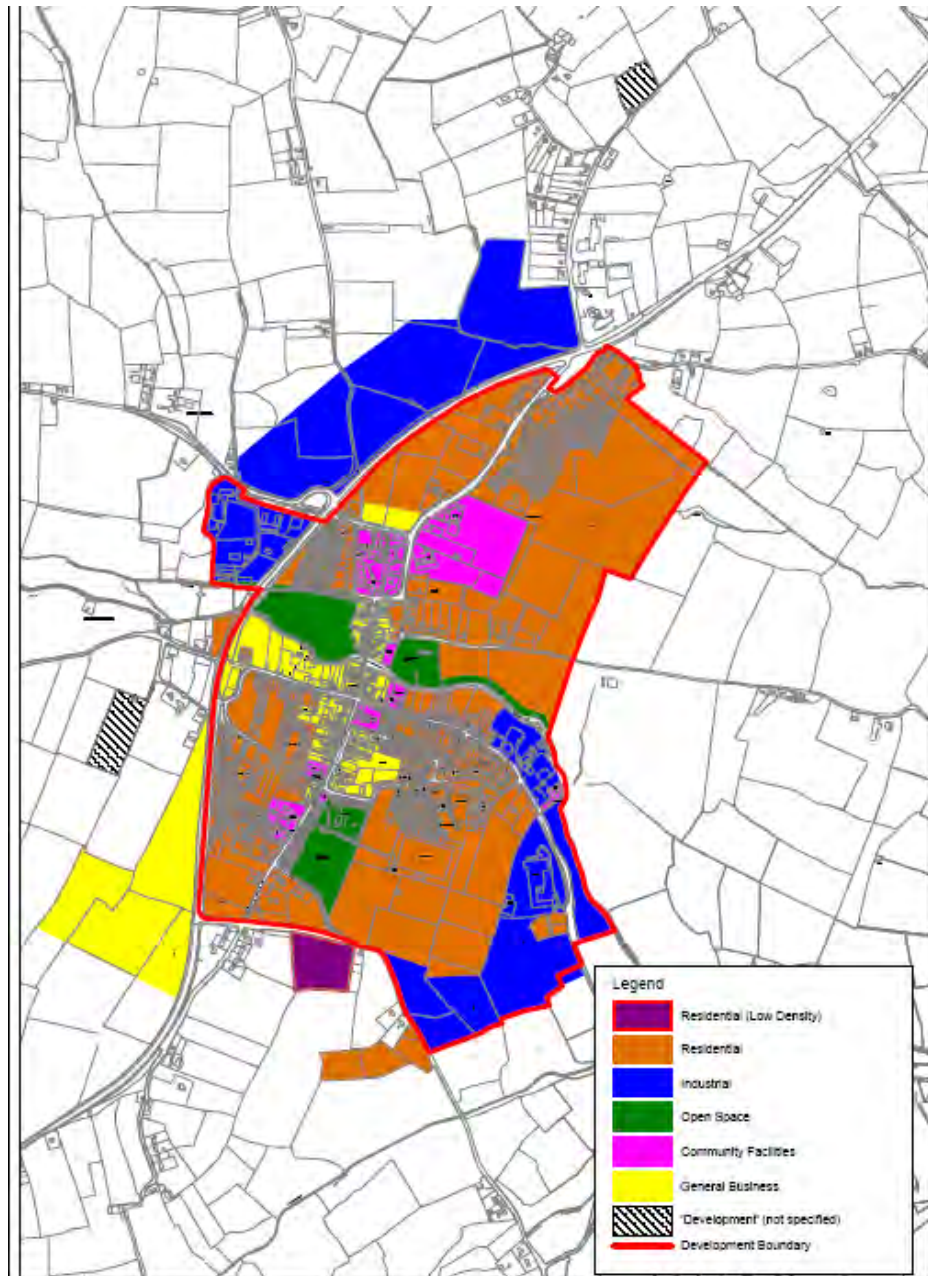 Legend
Residential (Low Density)
Residential
Industrial
Open Space
Community Facilities
General Business
'Development' (not specified)
Development Boundary